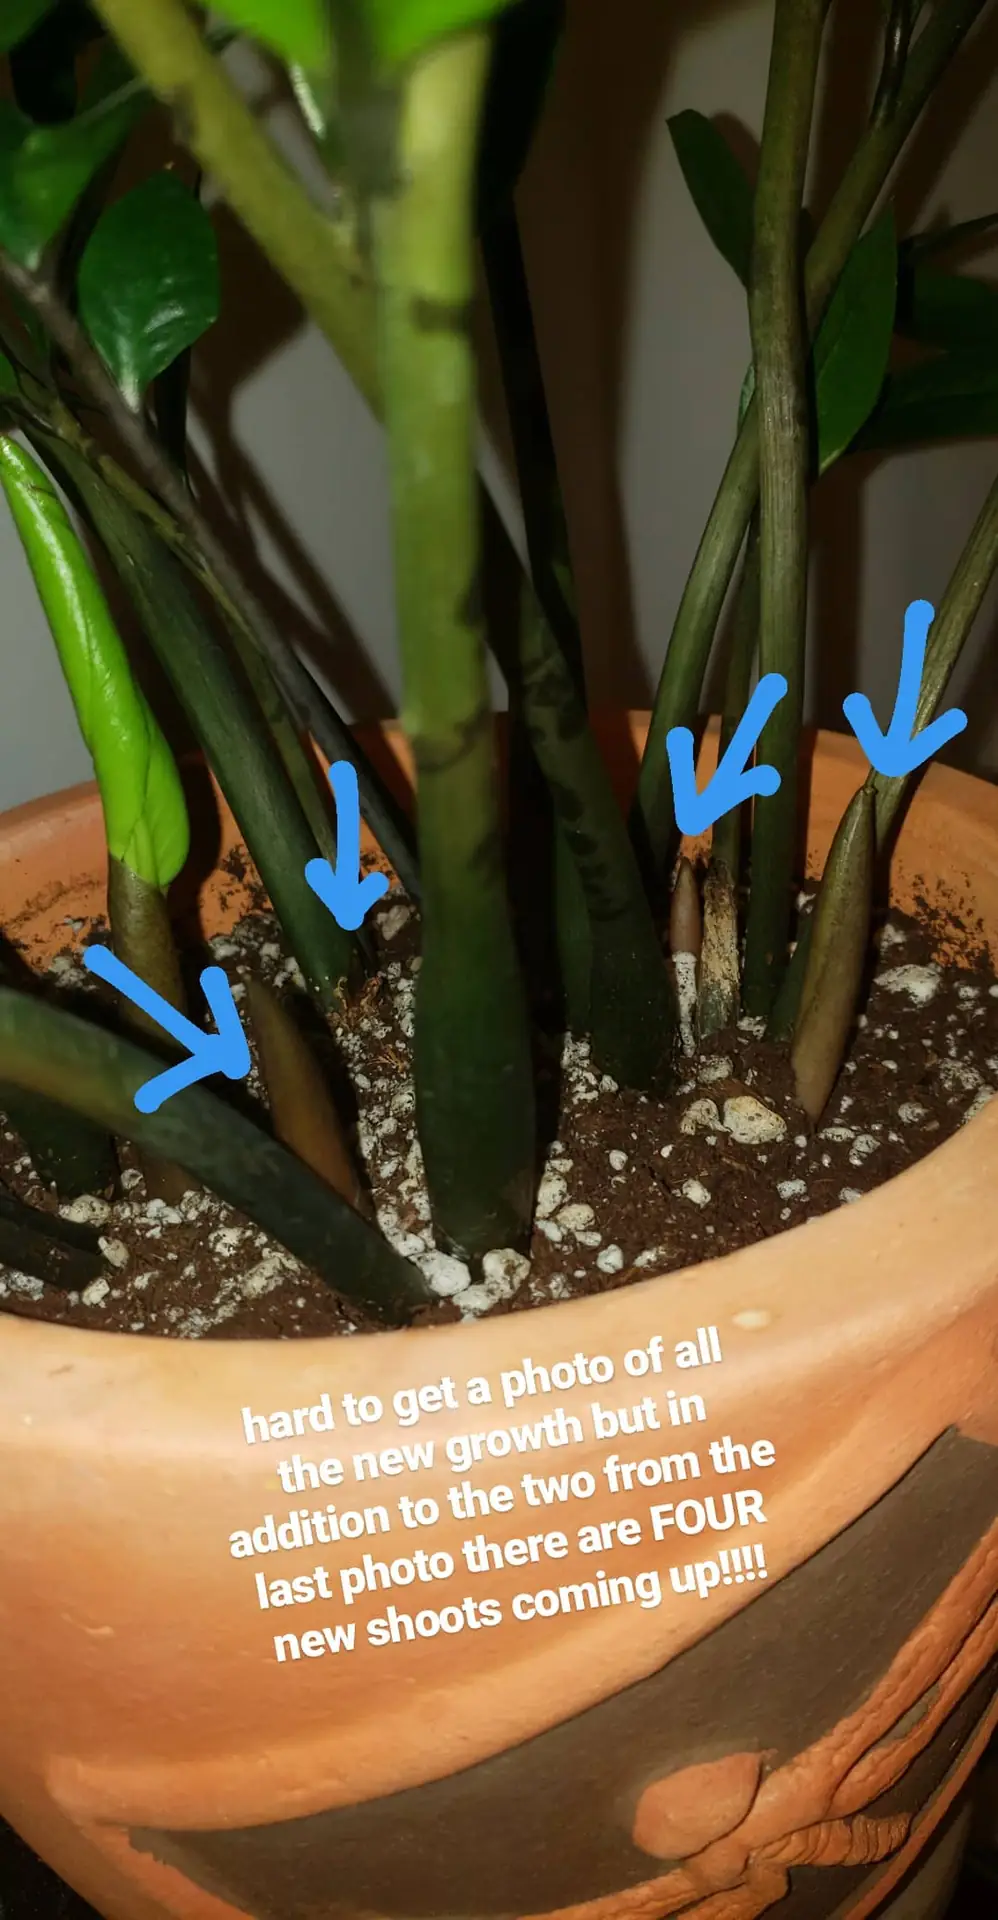 hard to get a photo of all
the new growth but in
addition to the two from the
last photo there are FOUR
new shoots coming up!!!!